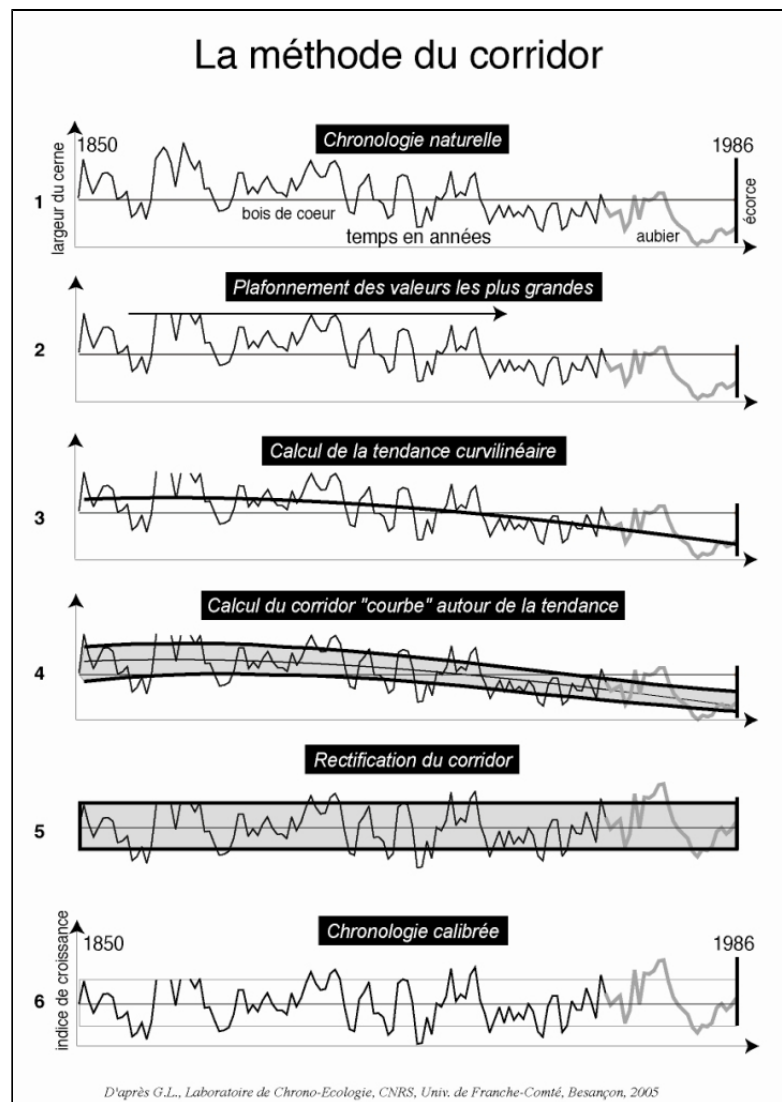 La méthode du corridor
1850
Chronologie naturelle
1986
largeur du cerne
1
bois de coeur
temps en années
aubier
écorce
Plafonnement des valeurs les plus grandes
2
Calcul de la tendance curvilinéaire
3
Calcul du corridor "courbe" autour de la tendance
4
Rectification du corridor
5
Chronologie calibrée
1850
1986
indice de croissance
6
D'après G.L., Laboratoire de Chrono-Ecologie, CNRS, Univ. de Franche-Comté, Besançon, 2005